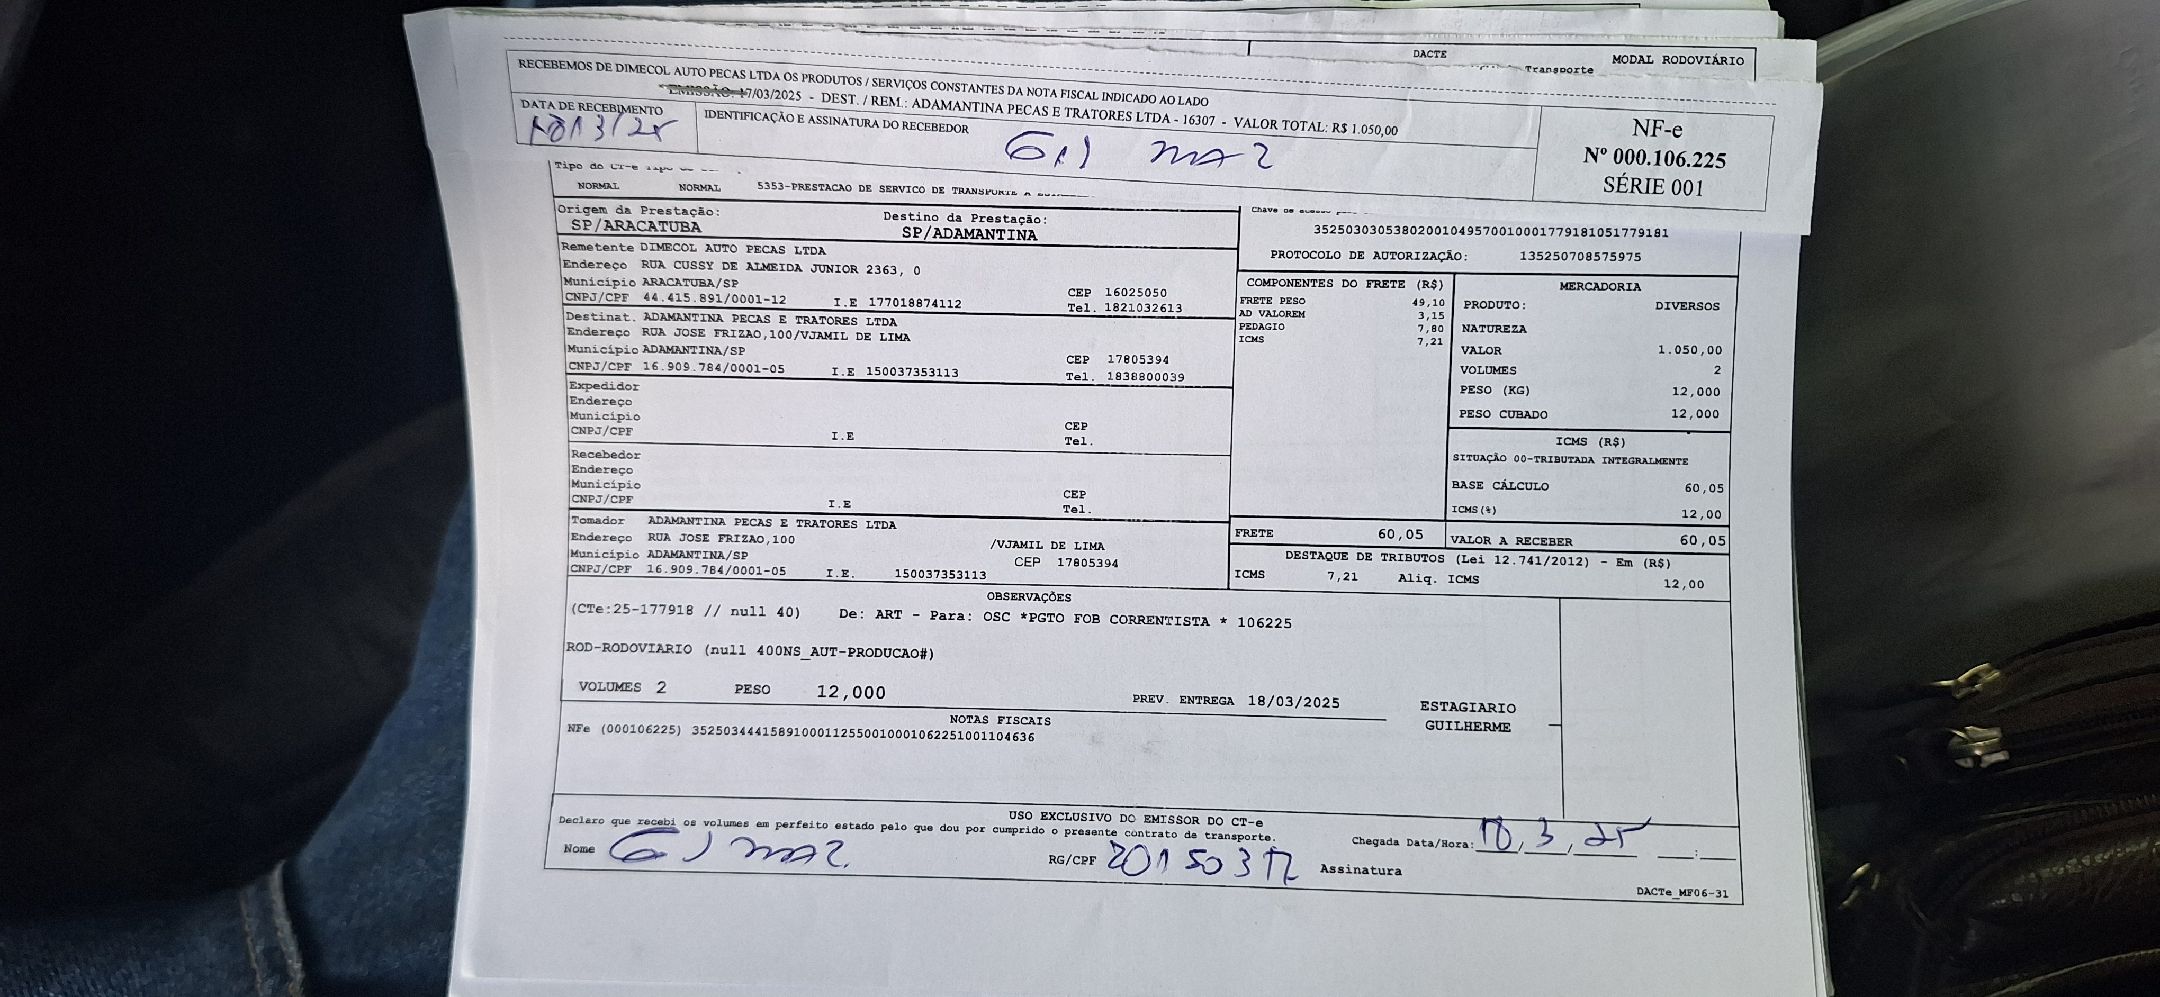 DACTE
MODAL RODOVIÁRIO
Transporte
RECEBEMOS DE DIMECOL AUTO PECAS LTDA OS PRODUTOS / SERVIÇOS CONSTANTES DA NOTA FISCAL INDICADO AO LADO
EMISSÃO: 17/03/2025 - DEST. / REM.: ADAMANTINA PECAS E TRATORES LTDA - 16307 - VALOR TOTAL: R$ 1.050,00
DATA DE RECEBIMENTO
IDENTIFICAÇÃO E ASSINATURA DO RECEBEDOR
NF-e
Nº 000.106.225
SÉRIE 001
Tipo do CT-e
NORMAL NORMAL 5353-PRESTACAO DE SERVICO DE TRANSPORTE A
Origem da Prestação: Destino da Prestação:
SP/ARACATUBA SP/ADAMANTINA
35250303053802001049570010001779181051779181
PROTOCOLO DE AUTORIZAÇÃO: 135250708575975
Remetente DIMECOL AUTO PECAS LTDA
Endereço RUA CUSSY DE ALMEIDA JUNIOR 2363, 0
Município ARACATUBA/SP CEP 16025050
CNPJ/CPF 44.415.891/0001-12 I.E 177018874112 Tel. 1821032613
Destinat. ADAMANTINA PECAS E TRATORES LTDA
Endereço RUA JOSE FRIZAO,100/VJAMIL DE LIMA
Município ADAMANTINA/SP CEP 17805394
CNPJ/CPF 16.909.784/0001-05 I.E 150037353113 Tel. 1838800039
Expedidor
Endereço
Município CEP
CNPJ/CPF I.E Tel.
Recebedor
Endereço
Município CEP
CNPJ/CPF I.E Tel.
Tomador ADAMANTINA PECAS E TRATORES LTDA
Endereço RUA JOSE FRIZAO,100 /VJAMIL DE LIMA
Município ADAMANTINA/SP CEP 17805394
CNPJ/CPF 16.909.784/0001-05 I.E. 150037353113
COMPONENTES DO FRETE (R$)
FRETE PESO 49,10
AD VALOREM 3,15
PEDAGIO 7,80
ICMS 7,21
MERCADORIA
PRODUTO: DIVERSOS
NATUREZA
VALOR 1.050,00
VOLUMES 2
PESO (KG) 12,000
PESO CUBADO 12,000
ICMS (R$)
SITUAÇÃO 00-TRIBUTADA INTEGRALMENTE
BASE CÁLCULO 60,05
ICMS(%) 12,00
FRETE 60,05 VALOR A RECEBER 60,05
DESTAQUE DE TRIBUTOS (Lei 12.741/2012) - Em (R$)
ICMS 7,21 Aliq. ICMS 12,00
OBSERVAÇÕES
(CTe:25-177918 // null 40) De: ART - Para: OSC *PGTO FOB CORRENTISTA * 106225
ROD-RODOVIARIO (null 400NS_AUT-PRODUCAO#)
VOLUMES 2 PESO 12,000 PREV. ENTREGA 18/03/2025
ESTAGIARIO
GUILHERME
NOTAS FISCAIS
NFe (000106225) 35250344415891000112550010001062251001104636
USO EXCLUSIVO DO EMISSOR DO CT-e
Declaro que recebi os volumes em perfeito estado pelo que dou por cumprido o presente contrato de transporte.
Chegada Data/Hora: 18, 3, 25
Nome
RG/CPF
Assinatura
DACTe_MF06-31